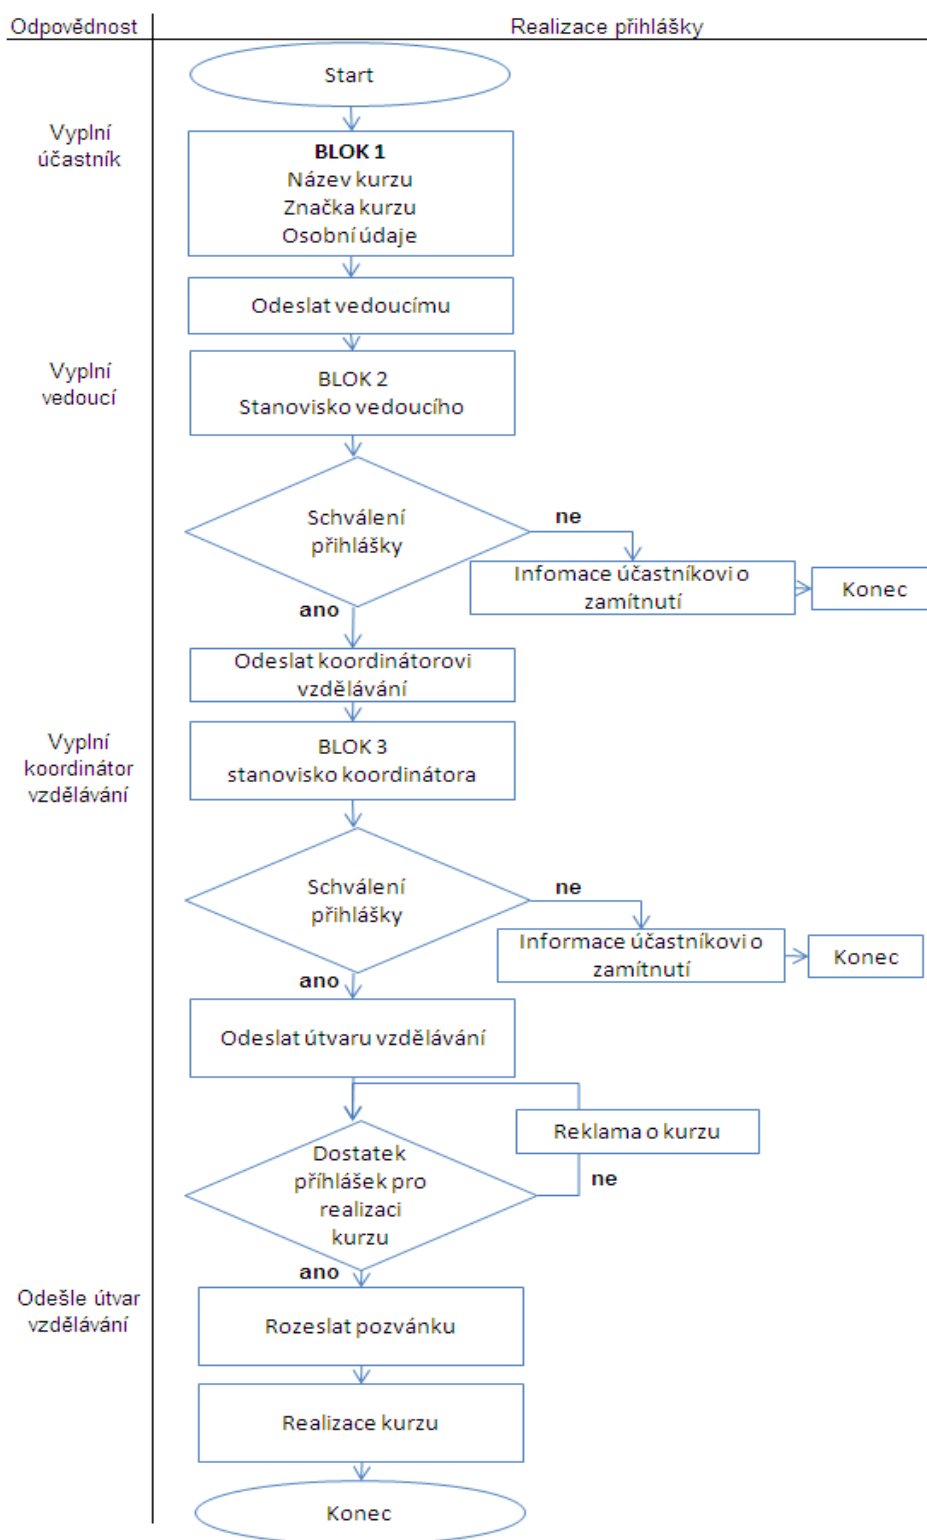 Odpovědnost
Realizace přihlášky
Start
Vyplní
účastník
BLOK 1
Název kurzu
Značka kurzu
Osobní údaje
Odeslat vedoucímu
Vyplní
vedoucí
BLOK 2
Stanovisko vedoucího
Schválení
přihlášky
ne
Infomace účastníkovi o
zamítnutí
Konec
ano
Odeslat koordinátorovi
vzdělávání
Vyplní
koordinátor
vzdělávání
BLOK 3
stanovisko koordinátora
Schválení
přihlášky
ne
Informace účastníkovi o
zamítnutí
Konec
ano
Odeslat útvaru vzdělávání
Reklama o kurzu
Dostatek
příhlášek pro
realizaci
kurzu
ne
ano
Odešle útvar
vzdělávání
Rozeslat pozvánku
Realizace kurzu
Konec